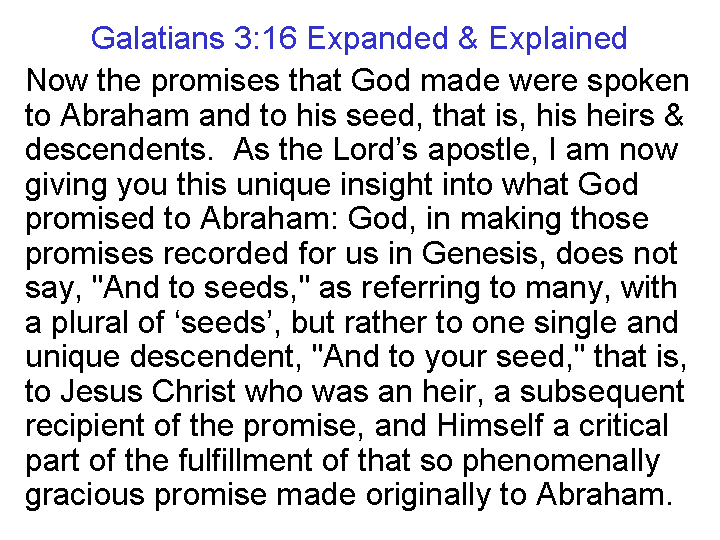 Galatians 3:16 Expanded & Explained
Now the promises that God made were spoken
to Abraham and to his seed, that is, his heirs &
descendents.  As the Lord’s apostle, I am now
giving you this unique insight into what God
promised to Abraham: God, in making those
promises recorded for us in Genesis, does not
say, "And to seeds," as referring to many, with
a plural of ‘seeds’, but rather to one single and
unique descendent, "And to your seed," that is,
to Jesus Christ who was an heir, a subsequent
recipient of the promise, and Himself a critical
part of the fulfillment of that so phenomenally
gracious promise made originally to Abraham.